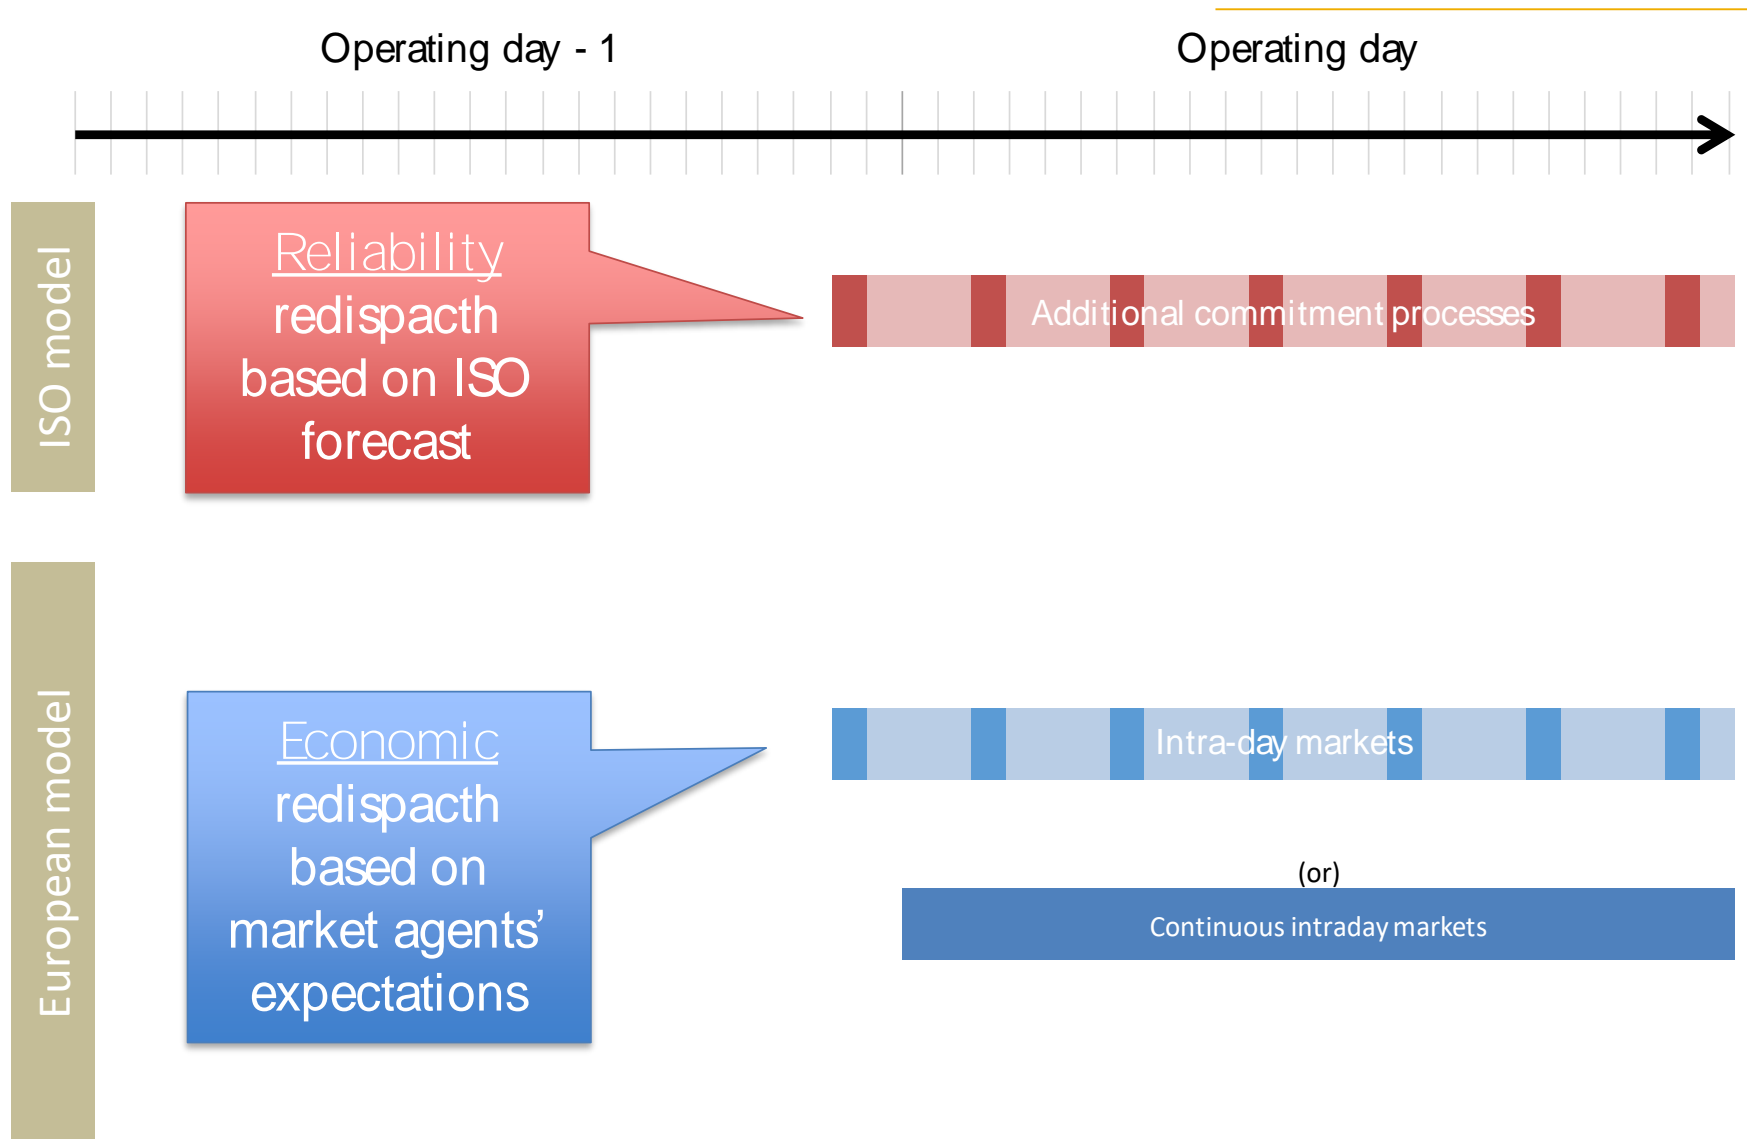 Operating day - 1
Operating day
ISO model
Reliability
redispacth
based on ISO
forecast
Additional commitment processes
European model
Economic
redispacth
based on
market agents’
expectations
Intra-day markets
(or)
Continuous intraday markets